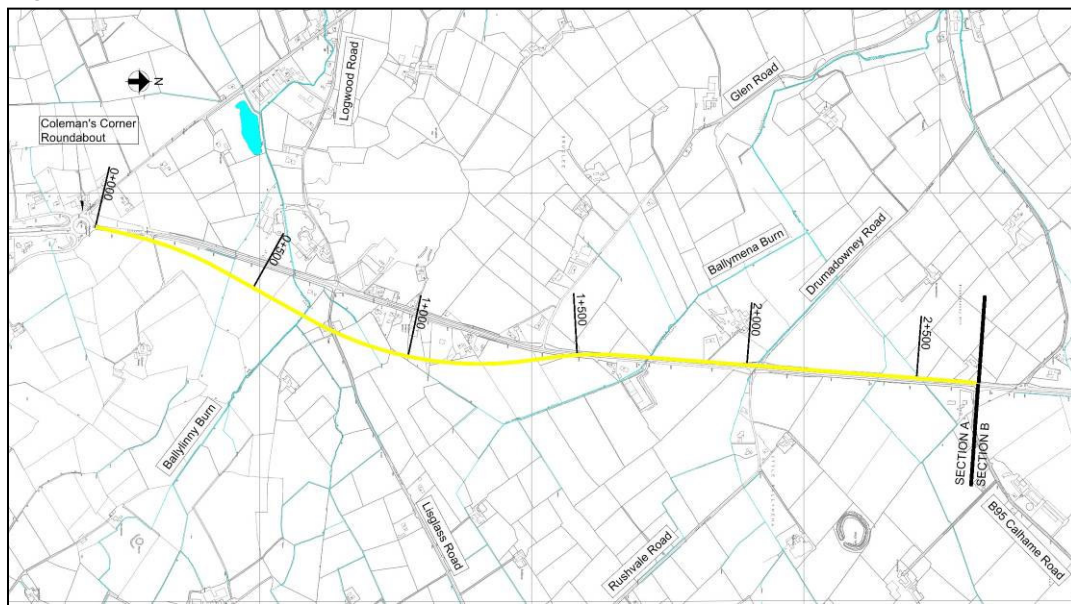 N
Coleman's Corner
Roundabout
Logwood Road
Glen Road
0+000
0+500
1+000
1+500
Ballymena Burn
2+000
Drumadowney Road
2+500
Ballylinny Burn
Lisglass Road
Rushvale Road
SECTION A
SECTION B
B95 Calhame Road